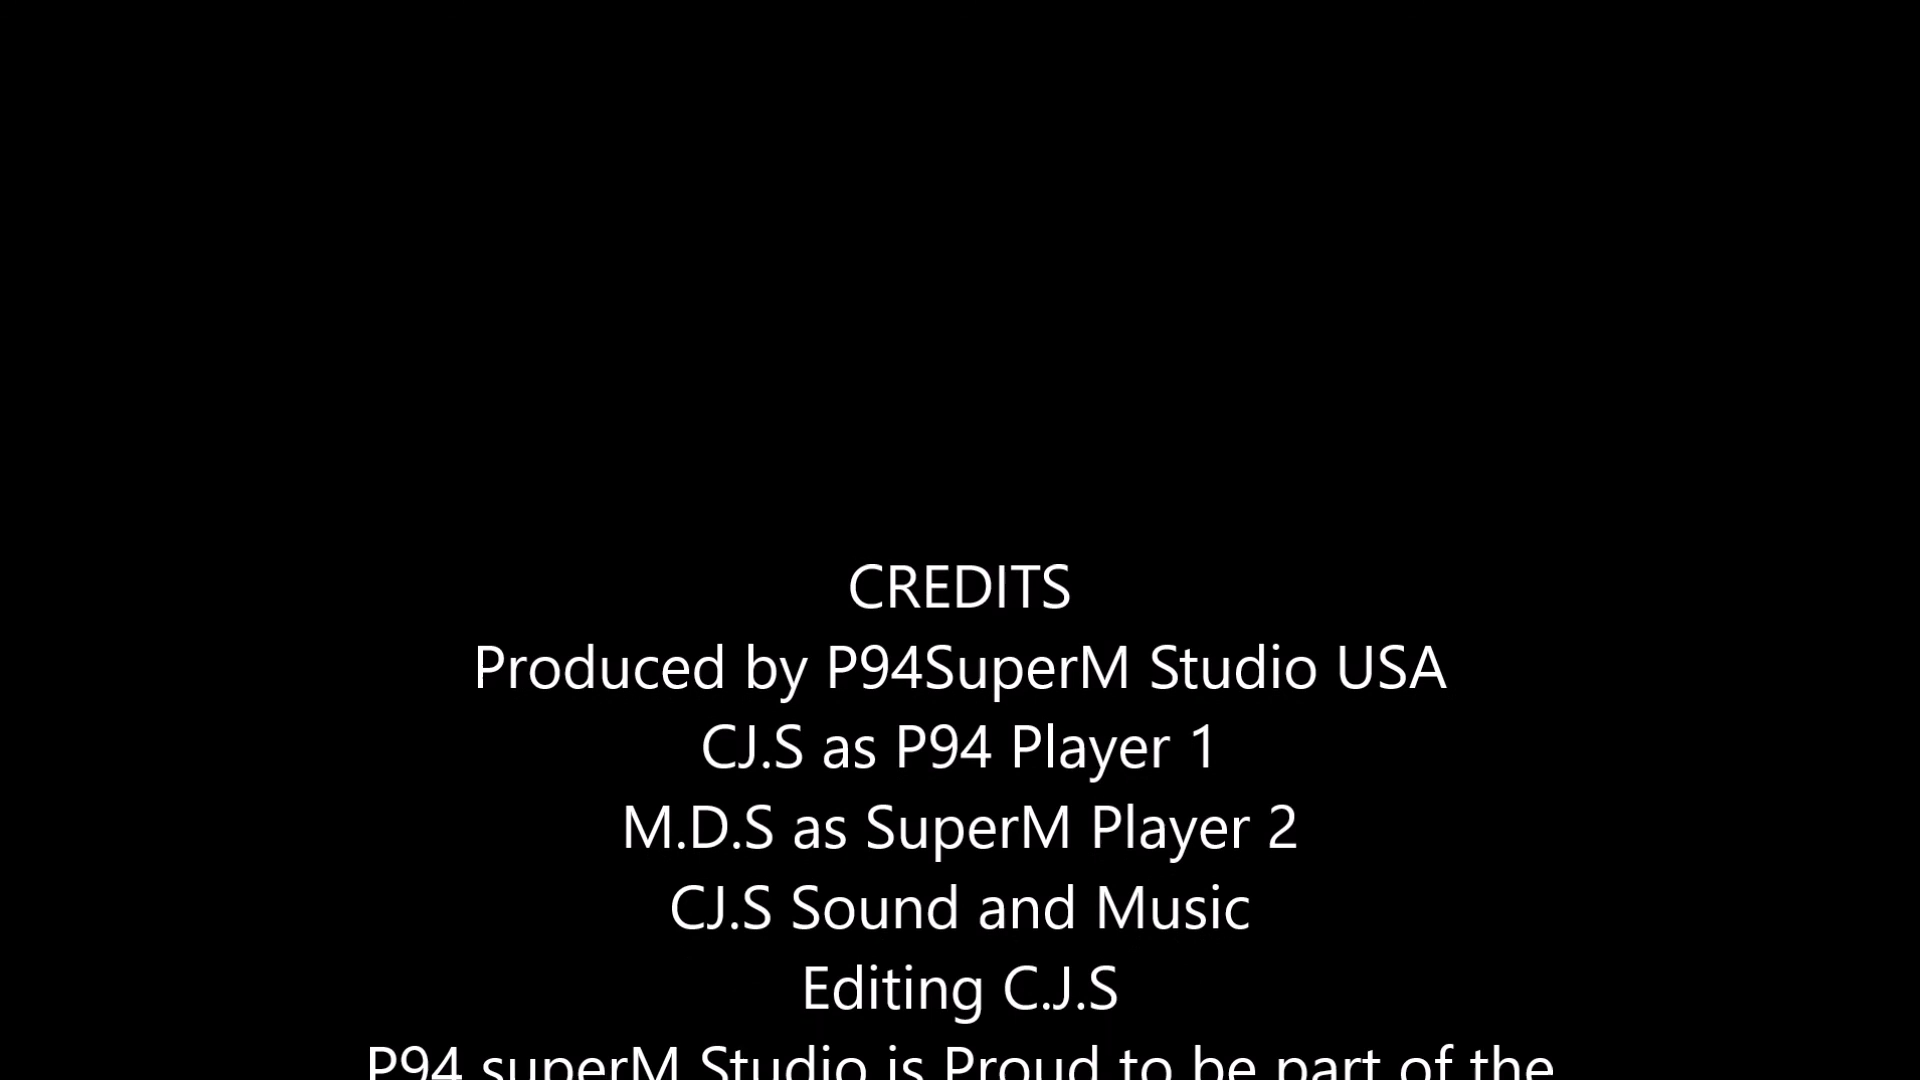 CREDITS
Produced by P94SuperM Studio USA
CJ.S as P94 Player 1
M.D.S as SuperM Player 2
CJ.S Sound and Music
Editing C.J.S
P94 superM Studio is Proud to be part of the